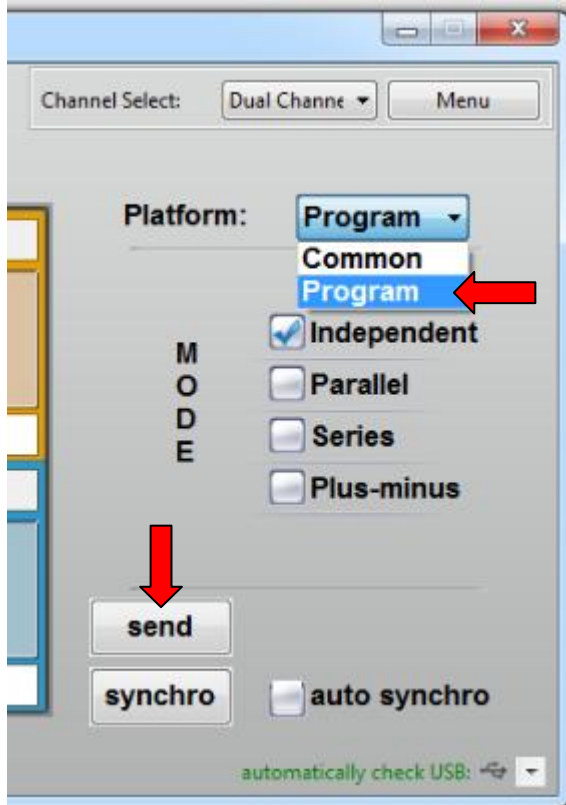 Channel Select: Dual Channe Menu
Platform: Program
Common
Program
MODE
Independent
Parallel
Series
Plus-minus
send
synchro auto synchro
automatically check USB: